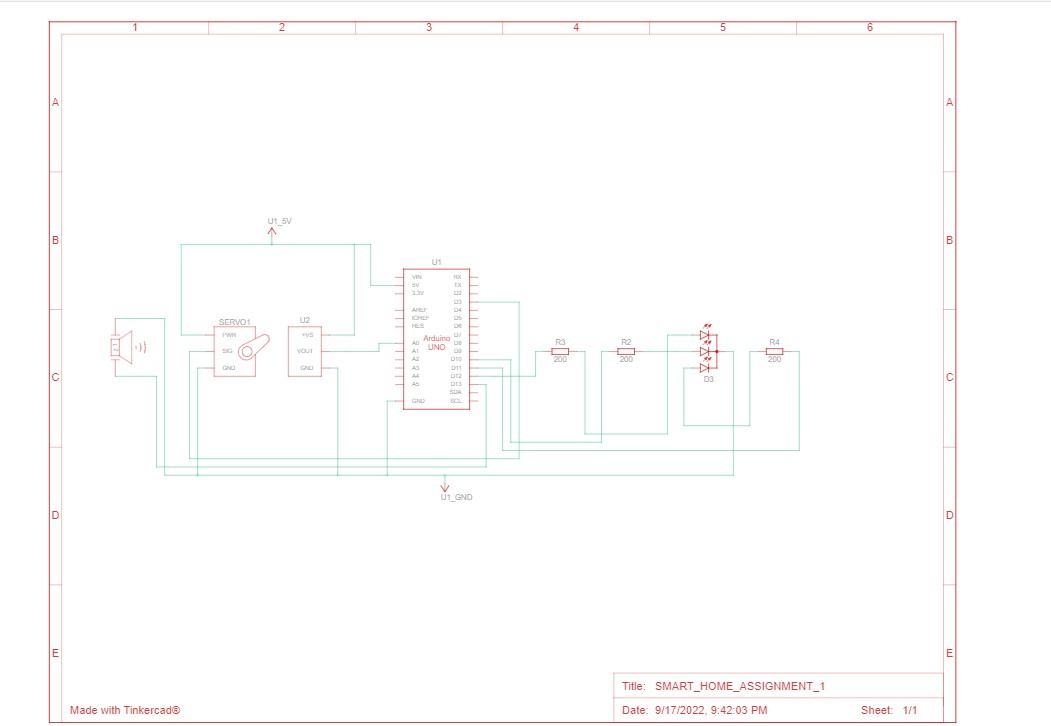 1 2 3 4 5 6
A A
B B
C C
D D
E E
U1_5V
U1
VIN RX
5V TX
3.3V D2
D3
AREF D4
IOREF D5
RES D6
D7
Arduino
UNO
A0 D8
A1 D9
A2 D10
A3 D11
A4 D12
A5 D13
SDA
GND SCL
SERVO1
PWR
SIG
GND
U2
+VS
VOUT
GND
R3
200
R2
200
D3
R4
200
U1_GND
Title: SMART_HOME_ASSIGNMENT_1
Made with Tinkercad®
Date: 9/17/2022, 9:42:03 PM Sheet: 1/1